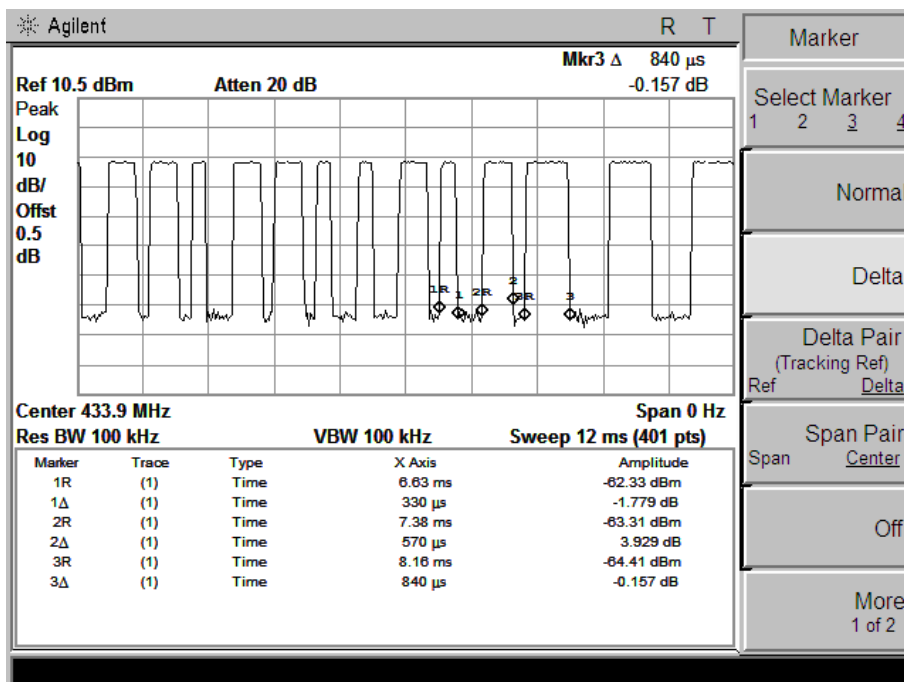 Agilent
R T
Mkr3 Δ 840 μs
Ref 10.5 dBm Atten 20 dB -0.157 dB
Peak
Log
10
dB/
Offst
0.5
dB
1R
1
2R
2
3R
3
Center 433.9 MHz Span 0 Hz
Res BW 100 kHz VBW 100 kHz Sweep 12 ms (401 pts)
Marker Trace Type X Axis Amplitude
1R (1) Time 6.63 ms -62.33 dBm
1Δ (1) Time 330 μs -1.779 dB
2R (1) Time 7.38 ms -63.31 dBm
2Δ (1) Time 570 μs 3.929 dB
3R (1) Time 8.16 ms -64.41 dBm
3Δ (1) Time 840 μs -0.157 dB
Marker
Select Marker
1 2 3 4
Norma
Delta
Delta Pair
(Tracking Ref)
Ref Delta
Span Pair
Span Center
Off
More
1 of 2